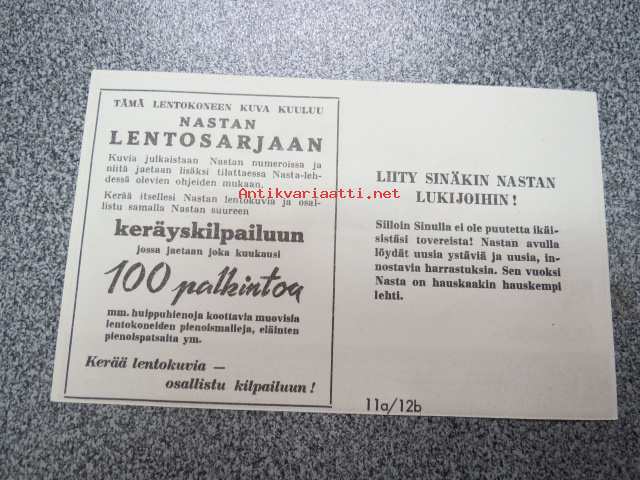 TÄMÄ LENTOKONEEN KUVA KUULUU
NASTAN
LENTOSARJAAN
Kuvia julkaistaan Nastan numeroissa ja
niitä jaetaan lisäksi tilattaessa Nasta-leh-
dessä olevien ohjeiden mukaan.
Kerää itsellesi Nastan lentokuvia ja osal-
listu samalla Nastan suureen
keräyskilpailuun
jossa jaetaan joka kuukausi
100 palkintoa
mm. huippuhienoja koottavia muovisia
lentokoneiden pienoismalleja, eläinten
pienoispatsaita ym.
Kerää lentokuvia —
osallistu kilpailuun!
LIITY SINÄKIN NASTAN
LUKIJOIHIN!
Silloin Sinulla ei ole puutetta ikäi-
sistäsi tovereista! Nastan avulla
löydät uusia ystäviä ja uusia, in-
nostavia harrastuksia. Sen vuoksi
Nasta on hauskaakin hauskempi
lehti.
11a/12b
Antikvariaatti.net